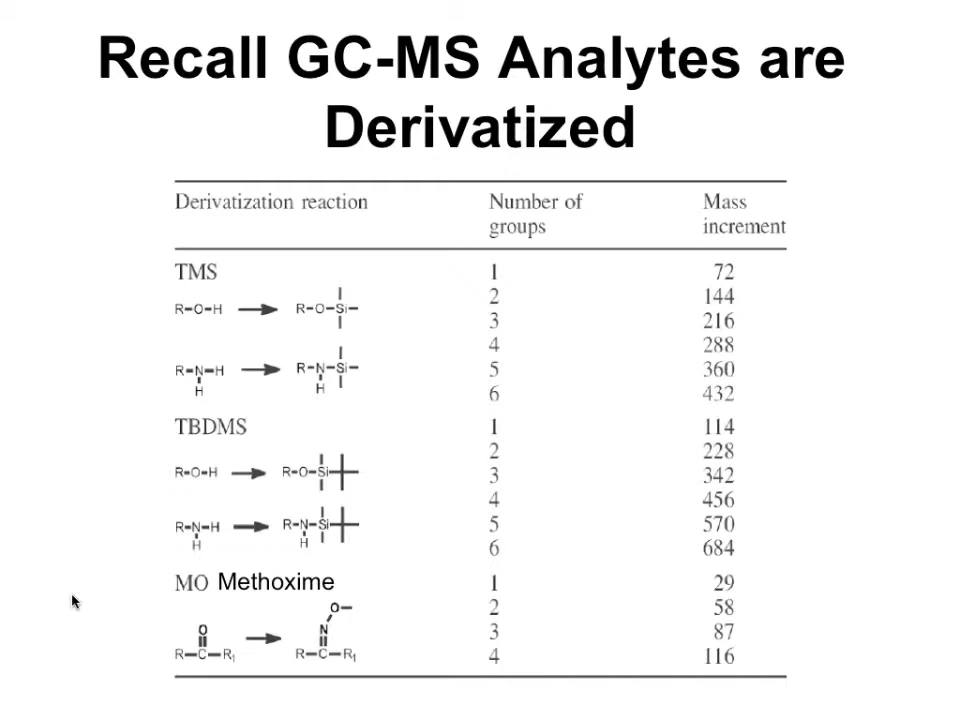 Recall GC-MS Analytes are
Derivatized
Derivatization reaction Number of groups Mass increment
TMS 1 72
2 144
R-O-H R-O-Si-
3 216
4 288
R-N-H R-N-Si- 5 360
H H
6 432
TBDMS 1 114
2 228
R-O-H R-O-Si 3 342
4 456
R-N-H R-N-Si 5 570
H H 6 684
MO Methoxime 1 29
O- 2 58
O N 3 87
R-C-R1 R-C-R1 4 116